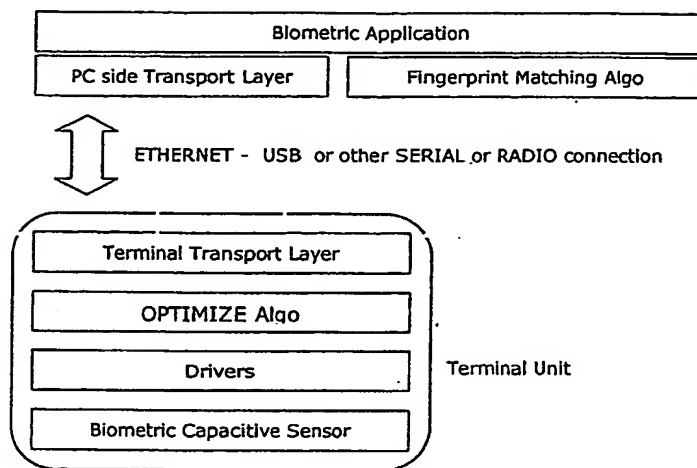 Biometric Application
PC side Transport Layer
Fingerprint Matching Algo
ETHERNET - USB or other SERIAL or RADIO connection
Terminal Transport Layer
OPTIMIZE Algo
Drivers
Terminal Unit
Biometric Capacitive Sensor